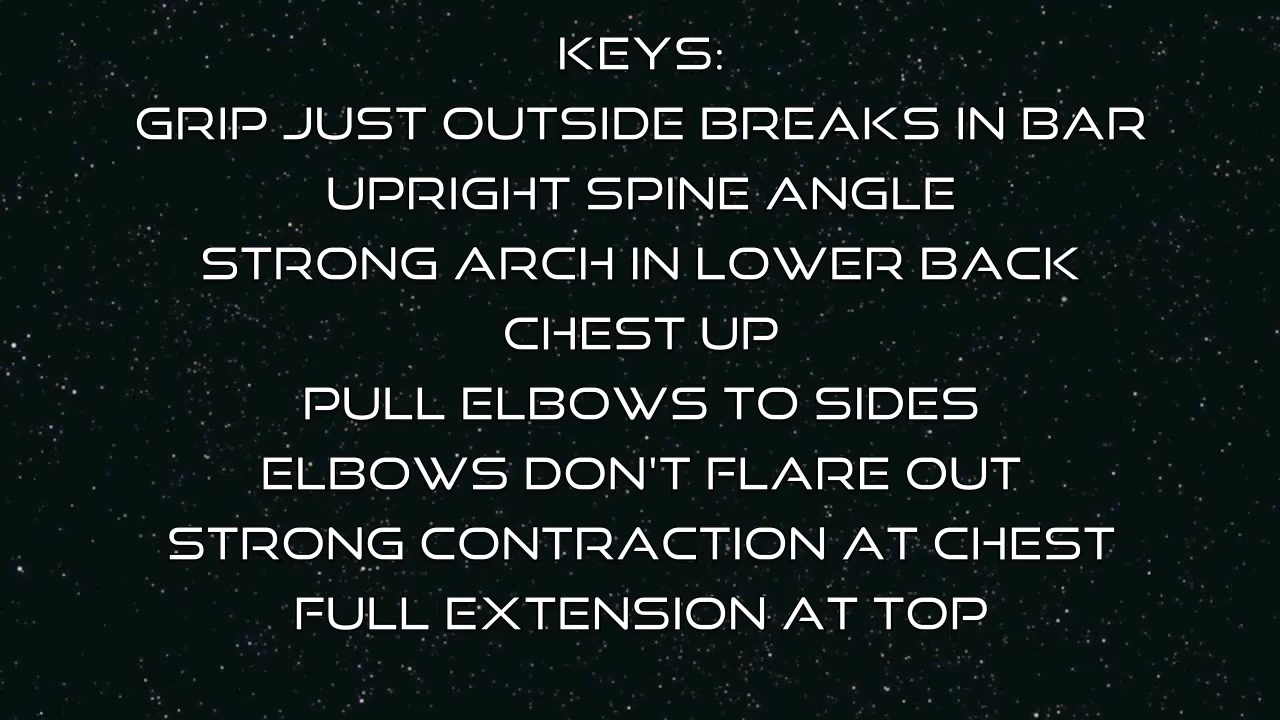 KEYS:
GRIP JUST OUTSIDE BREAKS IN BAR
UPRIGHT SPINE ANGLE
STRONG ARCH IN LOWER BACK
CHEST UP
PULL ELBOWS TO SIDES
ELBOWS DON'T FLARE OUT
STRONG CONTRACTION AT CHEST
FULL EXTENSION AT TOP